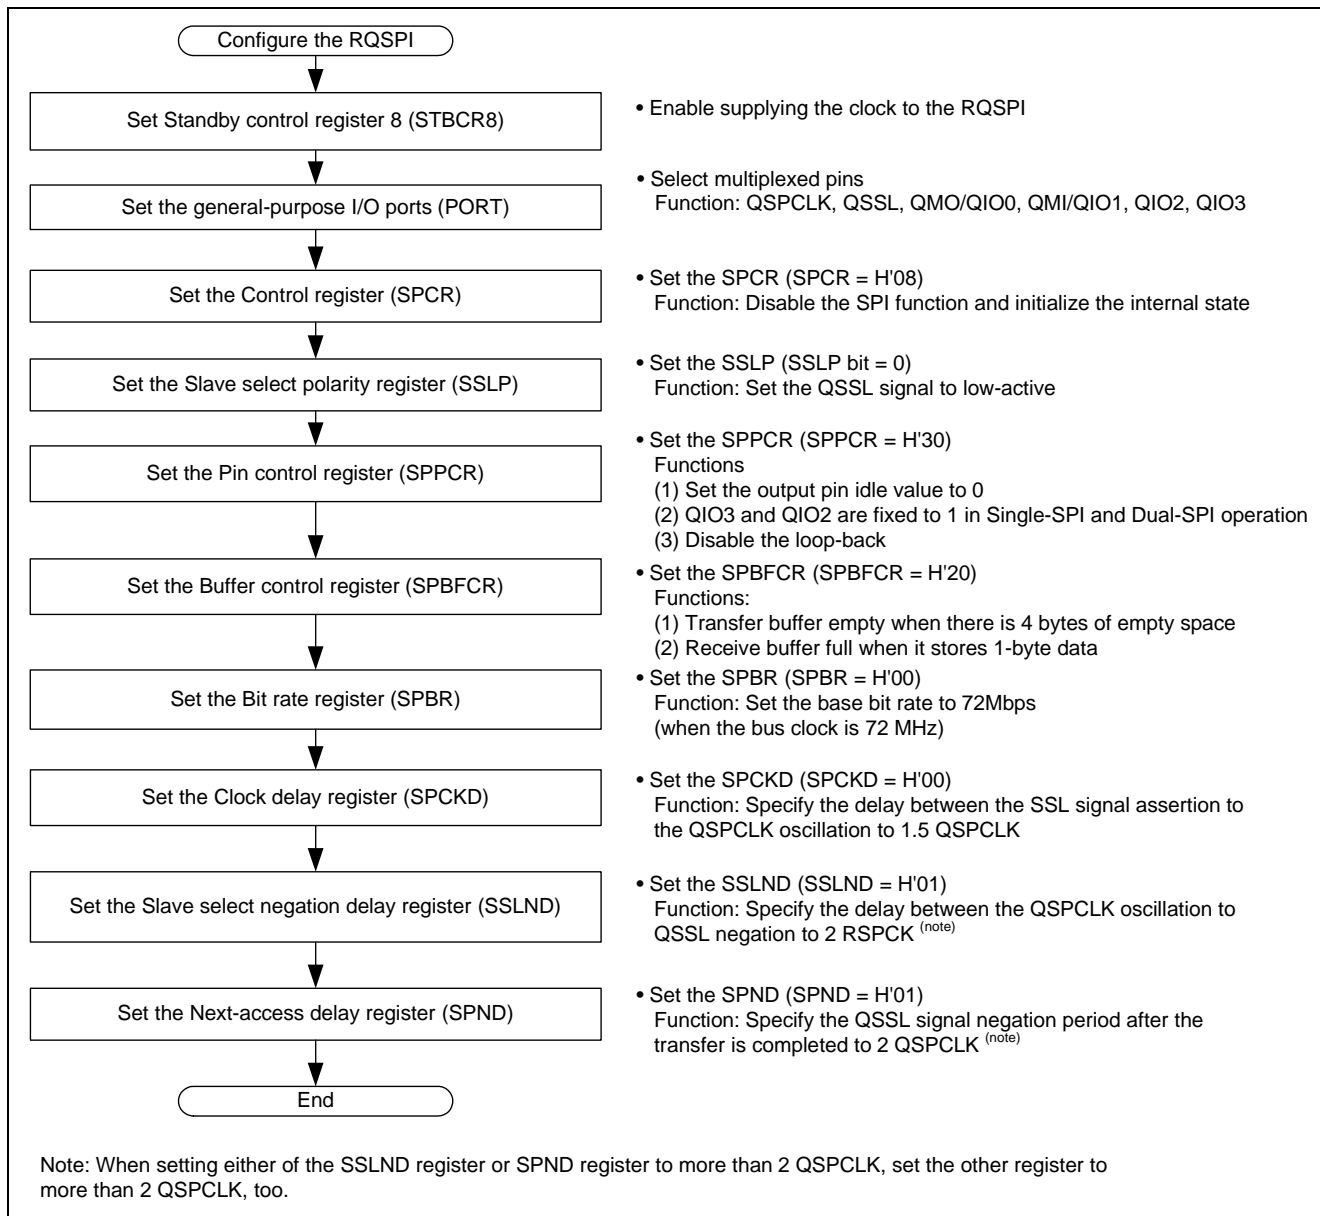 Configure the RQSPI
Set Standby control register 8 (STBCR8)
• Enable supplying the clock to the RQSPI
Set the general-purpose I/O ports (PORT)
• Select multiplexed pins
Function: QSPCLK, QSSL, QMO/QIO0, QMI/QIO1, QIO2, QIO3
Set the Control register (SPCR)
• Set the SPCR (SPCR = H'08)
Function: Disable the SPI function and initialize the internal state
Set the Slave select polarity register (SSLP)
• Set the SSLP (SSLP bit = 0)
Function: Set the QSSL signal to low-active
Set the Pin control register (SPPCR)
• Set the SPPCR (SPPCR = H'30)
Functions
(1) Set the output pin idle value to 0
(2) QIO3 and QIO2 are fixed to 1 in Single-SPI and Dual-SPI operation
(3) Disable the loop-back
Set the Buffer control register (SPBFCR)
• Set the SPBFCR (SPBFCR = H'20)
Functions:
(1) Transfer buffer empty when there is 4 bytes of empty space
(2) Receive buffer full when it stores 1-byte data
Set the Bit rate register (SPBR)
• Set the SPBR (SPBR = H'00)
Function: Set the base bit rate to 72Mbps
(when the bus clock is 72 MHz)
Set the Clock delay register (SPCKD)
• Set the SPCKD (SPCKD = H'00)
Function: Specify the delay between the SSL signal assertion to
the QSPCLK oscillation to 1.5 QSPCLK
Set the Slave select negation delay register (SSLND)
• Set the SSLND (SSLND = H'01)
Function: Specify the delay between the QSPCLK oscillation to
QSSL negation to 2 RSPCK (note)
Set the Next-access delay register (SPND)
• Set the SPND (SPND = H'01)
Function: Specify the QSSL signal negation period after the
transfer is completed to 2 QSPCLK (note)
End
Note: When setting either of the SSLND register or SPND register to more than 2 QSPCLK, set the other register to
more than 2 QSPCLK, too.